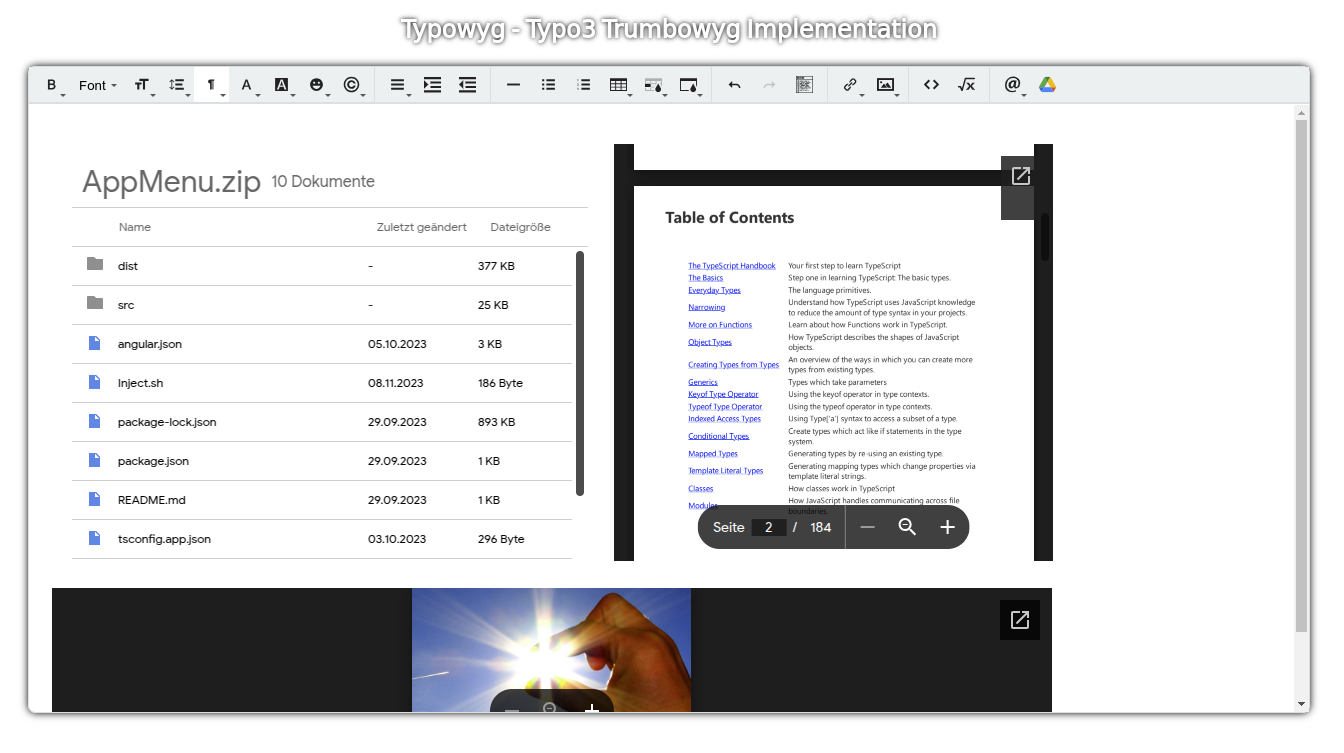 Typowyg - Typo3 Trumbowyg Implementation
B Font
AppMenu.zip 10 Dokumente
Name Zuletzt geändert Dateigröße
dist - 377 KB
src - 25 KB
angular.json 05.10.2023 3 KB
Inject.sh 08.11.2023 186 Byte
package-lock.json 29.09.2023 893 KB
package.json 29.09.2023 1 KB
README.md 29.09.2023 1 KB
tsconfig.app.json 03.10.2023 296 Byte
Table of Contents
The TypeScript Handbook Your first step to learn TypeScript
The Basics Step one in learning TypeScript: The basic types.
Everyday Types The language primitives.
Narrowing Understand how TypeScript uses JavaScript knowledge
to reduce the amount of type syntax in your projects.
More on Functions Learn about how Functions work in TypeScript.
Object Types How TypeScript describes the shapes of JavaScript
objects.
Creating Types from Types An overview of the ways in which you can create more
types from existing types.
Generics Types which take parameters
Keyof Type Operator Using the keyof operator in type contexts.
Typeof Type Operator Using the typeof operator in type contexts.
Indexed Access Types Using Type['a'] syntax to access a subset of a type.
Conditional Types Create types which act like if statements in the type
system.
Mapped Types Generating types by re-using an existing type.
Template Literal Types Generating mapping types which change properties via
template literal strings.
Classes How classes work in TypeScript
Modules How JavaScript handles communicating across file
boundaries.
Seite 2 / 184